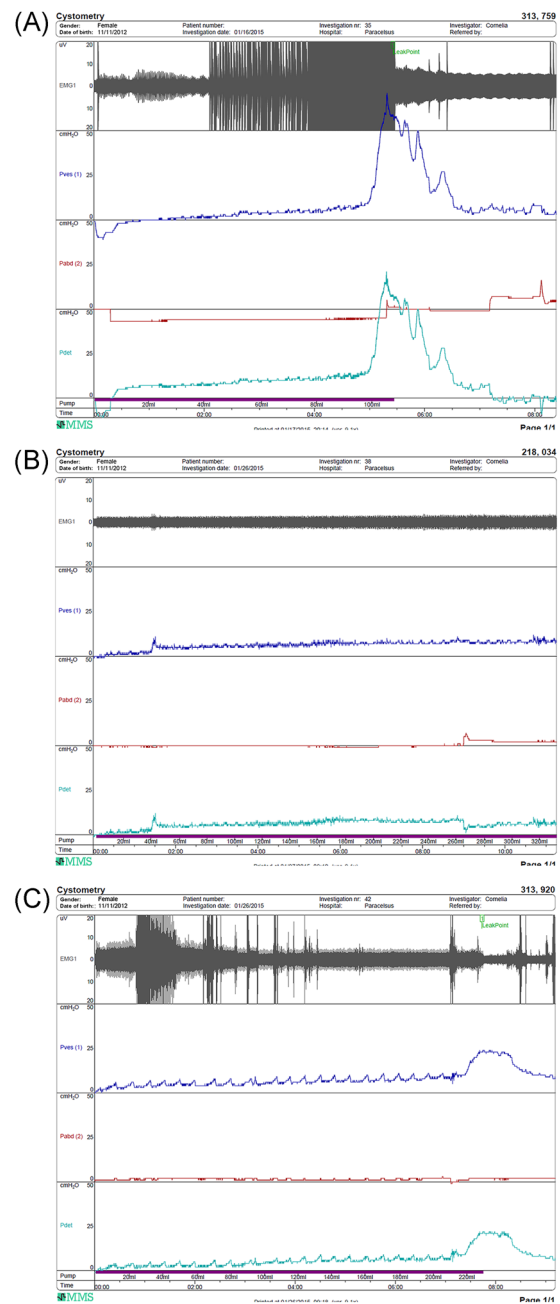 (A)
Cystometry 313, 759
Gender: Female Patient number: Investigation nr: 35 Investigator: Cornelia
Date of birth: 11/11/2012 Investigation date: 01/16/2015 Hospital: Paracelsus Referred by:
uV 20
10
LeakPoint
EMG1 0
10
20
cmH2O 50
Pves (1) 25
0
cmH2O 50
Pabd (2) 25
0
cmH2O 50
Pdet 25
0
Pump 20ml 40ml 60ml 80ml 100ml
Time 00:00 02:00 04:00 06:00 08:00
MMS Page 1/1
(B)
Cystometry 218, 034
Gender: Female Patient number: Investigation nr: 38 Investigator: Cornelia
Date of birth: 11/11/2012 Investigation date: 01/26/2015 Hospital: Paracelsus Referred by:
uV 20
10
EMG1 0
10
20
cmH2O 50
Pves (1) 25
0
cmH2O 50
Pabd (2) 25
0
cmH2O 50
Pdet 25
0
Pump 20ml 40ml 60ml 80ml 100ml 120ml 140ml 160ml 180ml 200ml 220ml 240ml 260ml 280ml 300ml 320ml
Time 00:00 02:00 04:00 06:00 08:00 10:00
MMS Page 1/1
(C)
Cystometry 313, 920
Gender: Female Patient number: Investigation nr: 42 Investigator: Cornelia
Date of birth: 11/11/2012 Investigation date: 01/26/2015 Hospital: Paracelsus Referred by:
uV 20
LeakPoint
10
EMG1 0
10
20
cmH2O 50
Pves (1) 25
0
cmH2O 50
Pabd (2) 25
0
cmH2O 50
Pdet 25
0
Pump 20ml 40ml 60ml 80ml 100ml 120ml 140ml 160ml 180ml 200ml 220ml
Time 00:00 02:00 04:00 06:00 08:00
MMS Page 1/1